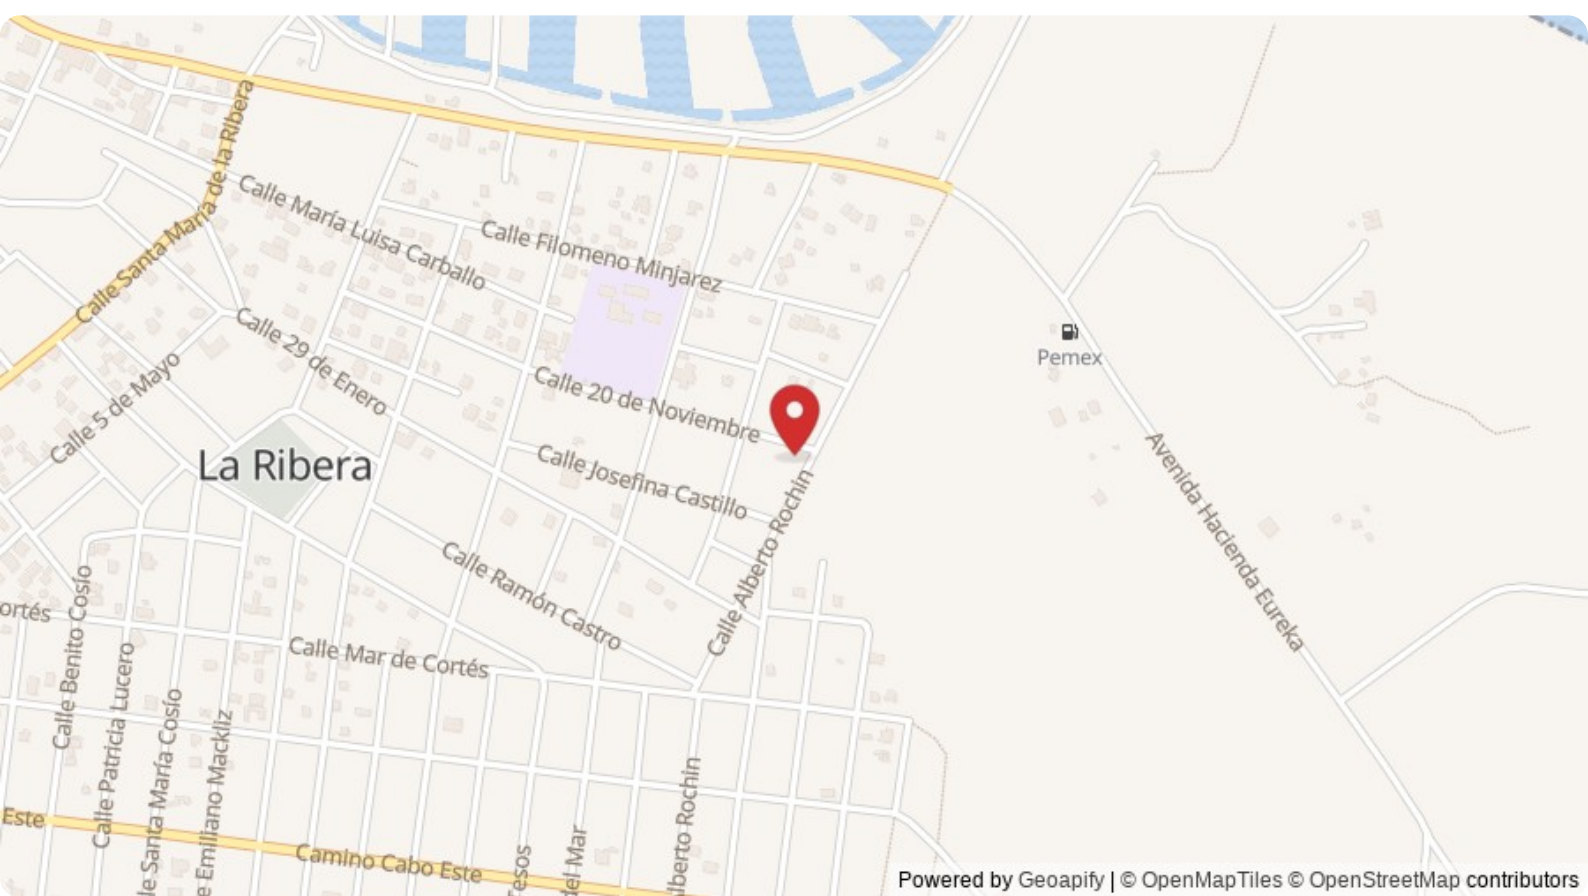 Calle Santa María de la Ribera
Calle María Luisa Carballo
Calle Filomeno Minjarez
Calle 29 de Enero
Calle 5 de Mayo
Calle 20 de Noviembre
Pemex
La Ribera
Calle Josefina Castillo
Avenida Hacienda Eureka
Calle Alberto Rochin
Calle Ramón Castro
ortés
Calle Benito Cosío
Calle Mar de Cortés
Calle Patricia Lucero
le Santa María Cosío
e Emiliano Mackliz
lberto Rochin
Este
Camino Cabo Este
Tesos
del Mar
Powered by Geoapify | © OpenMapTiles © OpenStreetMap contributors